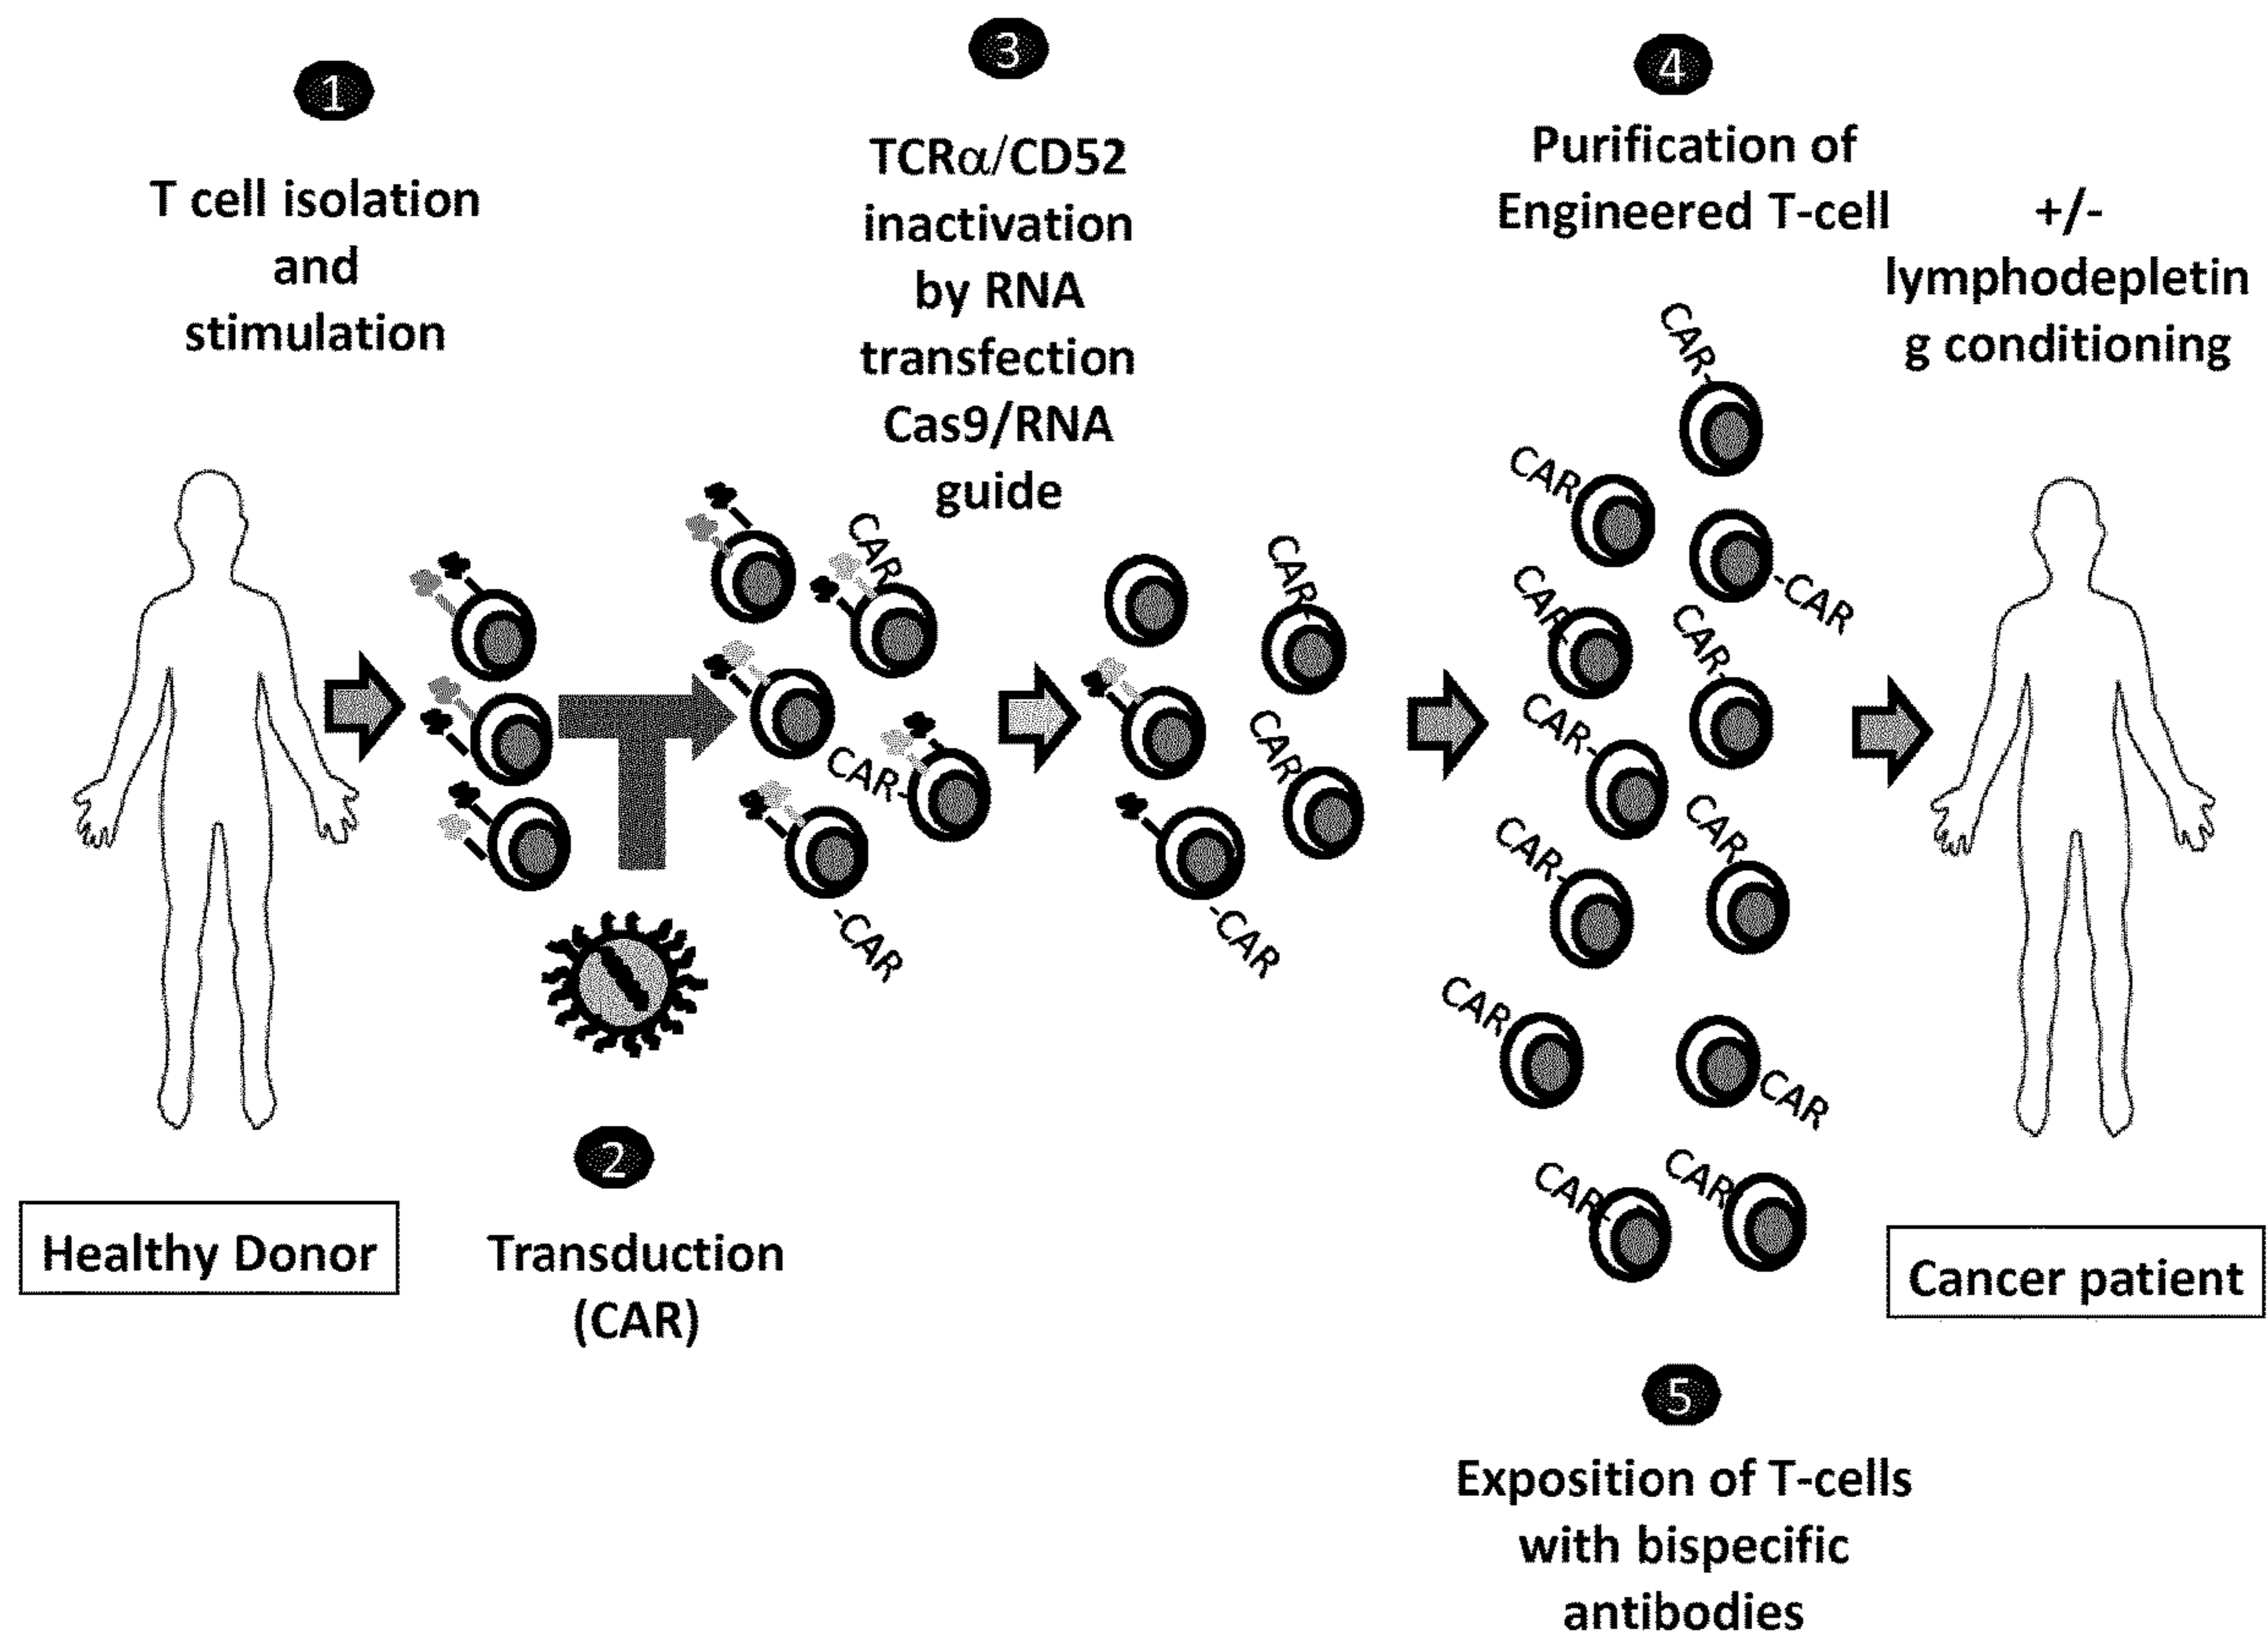 1
T cell isolation
and
stimulation
3
TCRα/CD52
inactivation
by RNA
transfection
Cas9/RNA
guide
4
Purification of
Engineered T-cell
+/-
lymphodepletin
g conditioning
CAR
CAR-
-CAR
CAR-
-CAR
CAR-
CAR
CAR-
CAR
-CAR
CAR-
CAR-
CAR-
CAR-
CAR
CAR
CAR
CAR-
CAR
2
Transduction
(CAR)
Healthy Donor
Cancer patient
5
Exposition of T-cells
with bispecific
antibodies